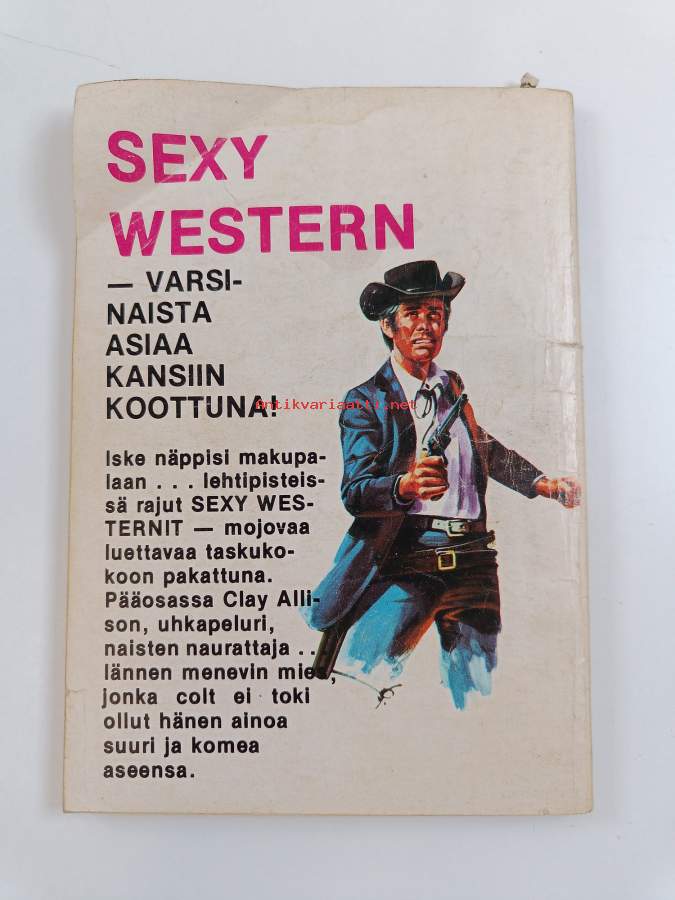 SEXY
WESTERN
— VARSI-
NAISTA
ASIAA
KANSIIN
KOOTTUNA!
Antikvariaatti.net
Iske näppisi makupa-
laan . . . lehtipisteis-
sä rajut SEXY WES-
TERNIT — mojovaa
luettavaa taskuko-
koon pakattuna.
Pääosassa Clay Alli-
son, uhkapeluri,
naisten naurattaja . .
lännen menevin mies,
jonka colt ei toki
ollut hänen ainoa
suuri ja komea
aseensa.